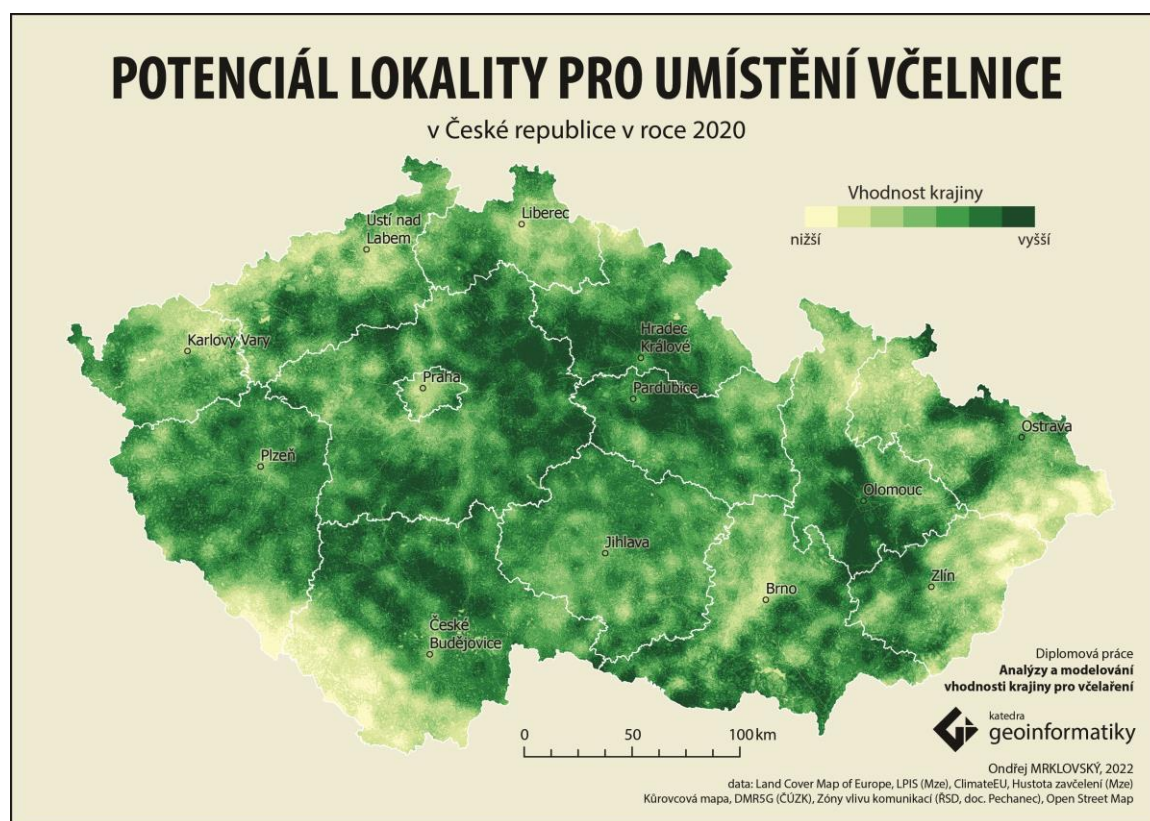 POTENCIÁL LOKALITY PRO UMÍSTĚNÍ VČELNICE
v České republice v roce 2020
Vhodnost krajiny
nižší
vyšší
Ústí nad
Labem
Liberec
Karlovy Vary
Praha
Hradec
Králové
Pardubice
Plzeň
Ostrava
Olomouc
Jihlava
Zlín
Brno
České
Budějovice
0 50 100 km
Diplomová práce
Analýzy a modelování
vhodnosti krajiny pro včelaření
katedra
geoinformatiky
Ondřej MRKLOVSKÝ, 2022
data: Land Cover Map of Europe, LPIS (Mze), ClimateEU, Hustota zavčelení (Mze)
Kůrovcová mapa, DMR5G (ČÚZK), Zóny vlivu komunikací (ŘSD, doc. Pechanec), Open Street Map